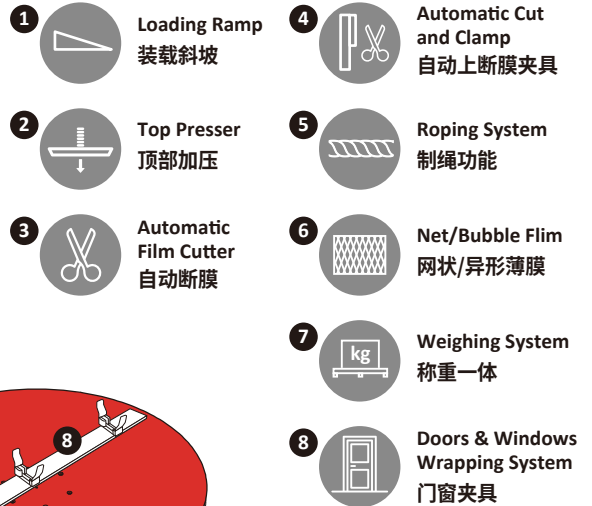 1
Loading Ramp
装载斜坡
2
Top Presser
顶部加压
3
Automatic
Film Cutter
自动断膜
4
Automatic Cut
and Clamp
自动上断膜夹具
5
Roping System
制绳功能
6
Net/Bubble Flim
网状/异形薄膜
7
kg
Weighing System
称重一体
8
Doors & Windows
Wrapping System
门窗夹具
8